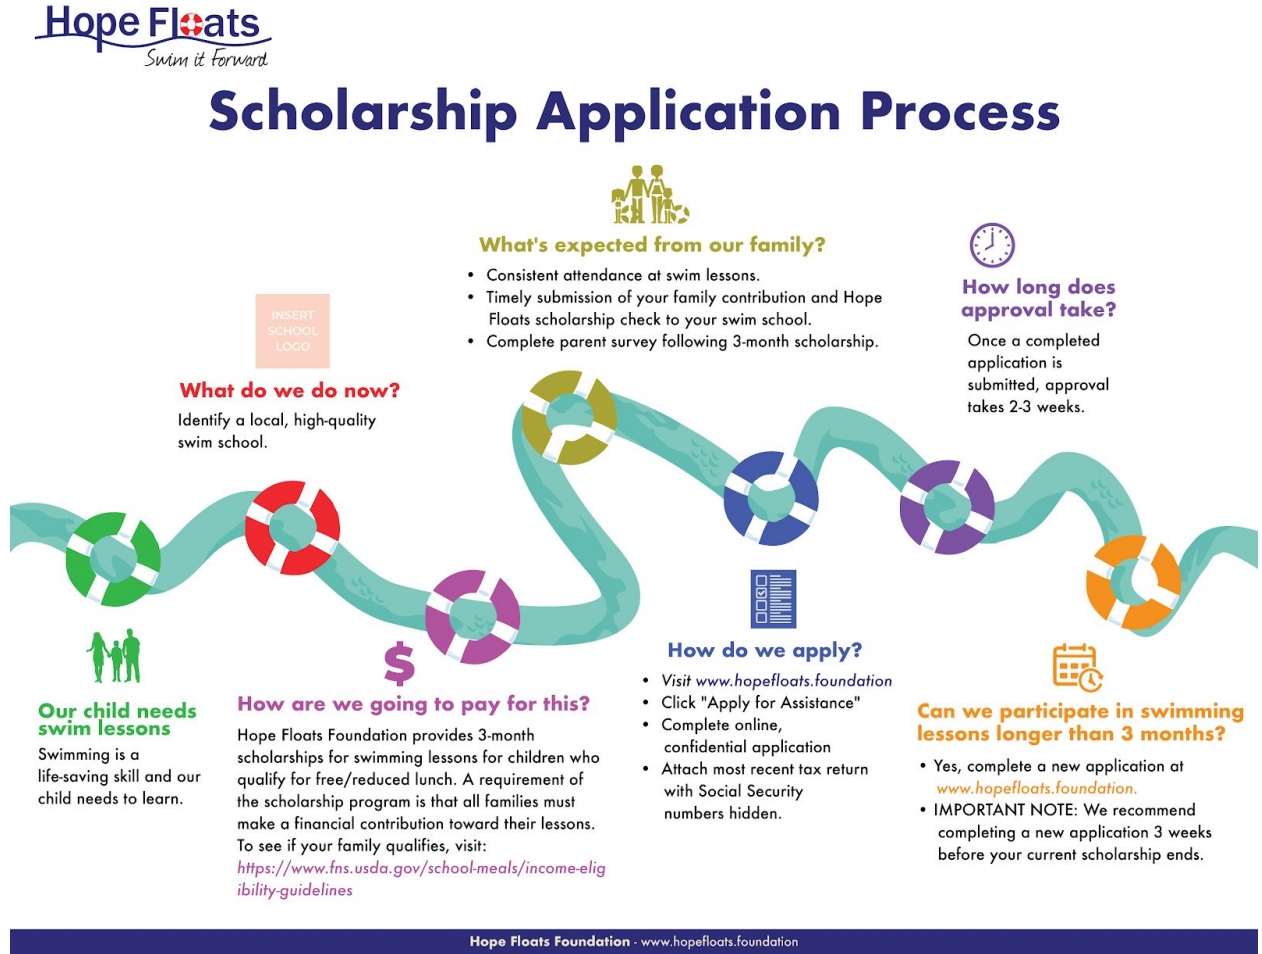 Hope Floats
Swim it Forward
Scholarship Application Process
What's expected from our family?
• Consistent attendance at swim lessons.
• Timely submission of your family contribution and Hope
Floats scholarship check to your swim school.
• Complete parent survey following 3-month scholarship.
How long does
approval take?
Once a completed
application is
submitted, approval
takes 2-3 weeks.
INSERT
SCHOOL
LOGO
What do we do now?
Identify a local, high-quality
swim school.
Our child needs
swim lessons
Swimming is a
life-saving skill and our
child needs to learn.
$
How are we going to pay for this?
Hope Floats Foundation provides 3-month
scholarships for swimming lessons for children who
qualify for free/reduced lunch. A requirement of
the scholarship program is that all families must
make a financial contribution toward their lessons.
To see if your family qualifies, visit:
https://www.fns.usda.gov/school-meals/income-elig
ibility-guidelines
How do we apply?
• Visit www.hopefloats.foundation
• Click "Apply for Assistance"
• Complete online,
confidential application
• Attach most recent tax return
with Social Security
numbers hidden.
Can we participate in swimming
lessons longer than 3 months?
• Yes, complete a new application at
www.hopefloats.foundation.
• IMPORTANT NOTE: We recommend
completing a new application 3 weeks
before your current scholarship ends.
Hope Floats Foundation - www.hopefloats.foundation